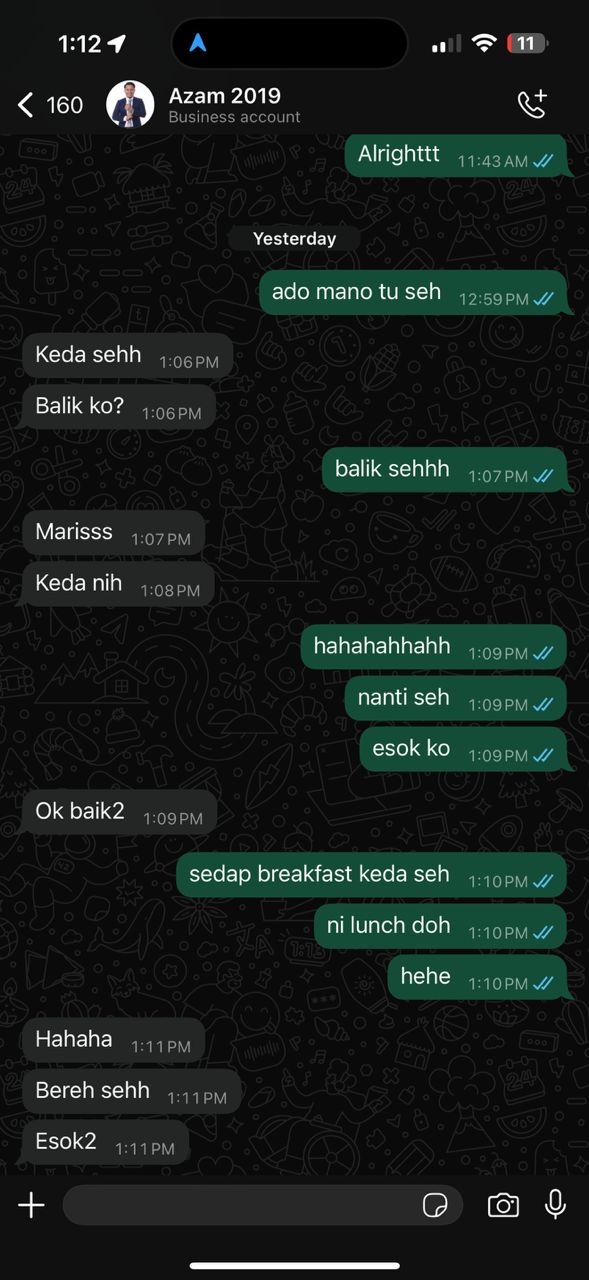 1:12
11
160
Azam 2019
Business account
Alrighttt 11:43 AM
Yesterday
ado mano tu seh 12:59 PM
Keda sehh 1:06 PM
Balik ko? 1:06 PM
balik sehhh 1:07 PM
Marisss 1:07 PM
Keda nih 1:08 PM
hahahahhahh 1:09 PM
nanti seh 1:09 PM
esok ko 1:09 PM
Ok baik2 1:09 PM
sedap breakfast keda seh 1:10 PM
ni lunch doh 1:10 PM
hehe 1:10 PM
Hahaha 1:11 PM
Bereh sehh 1:11 PM
Esok2 1:11 PM